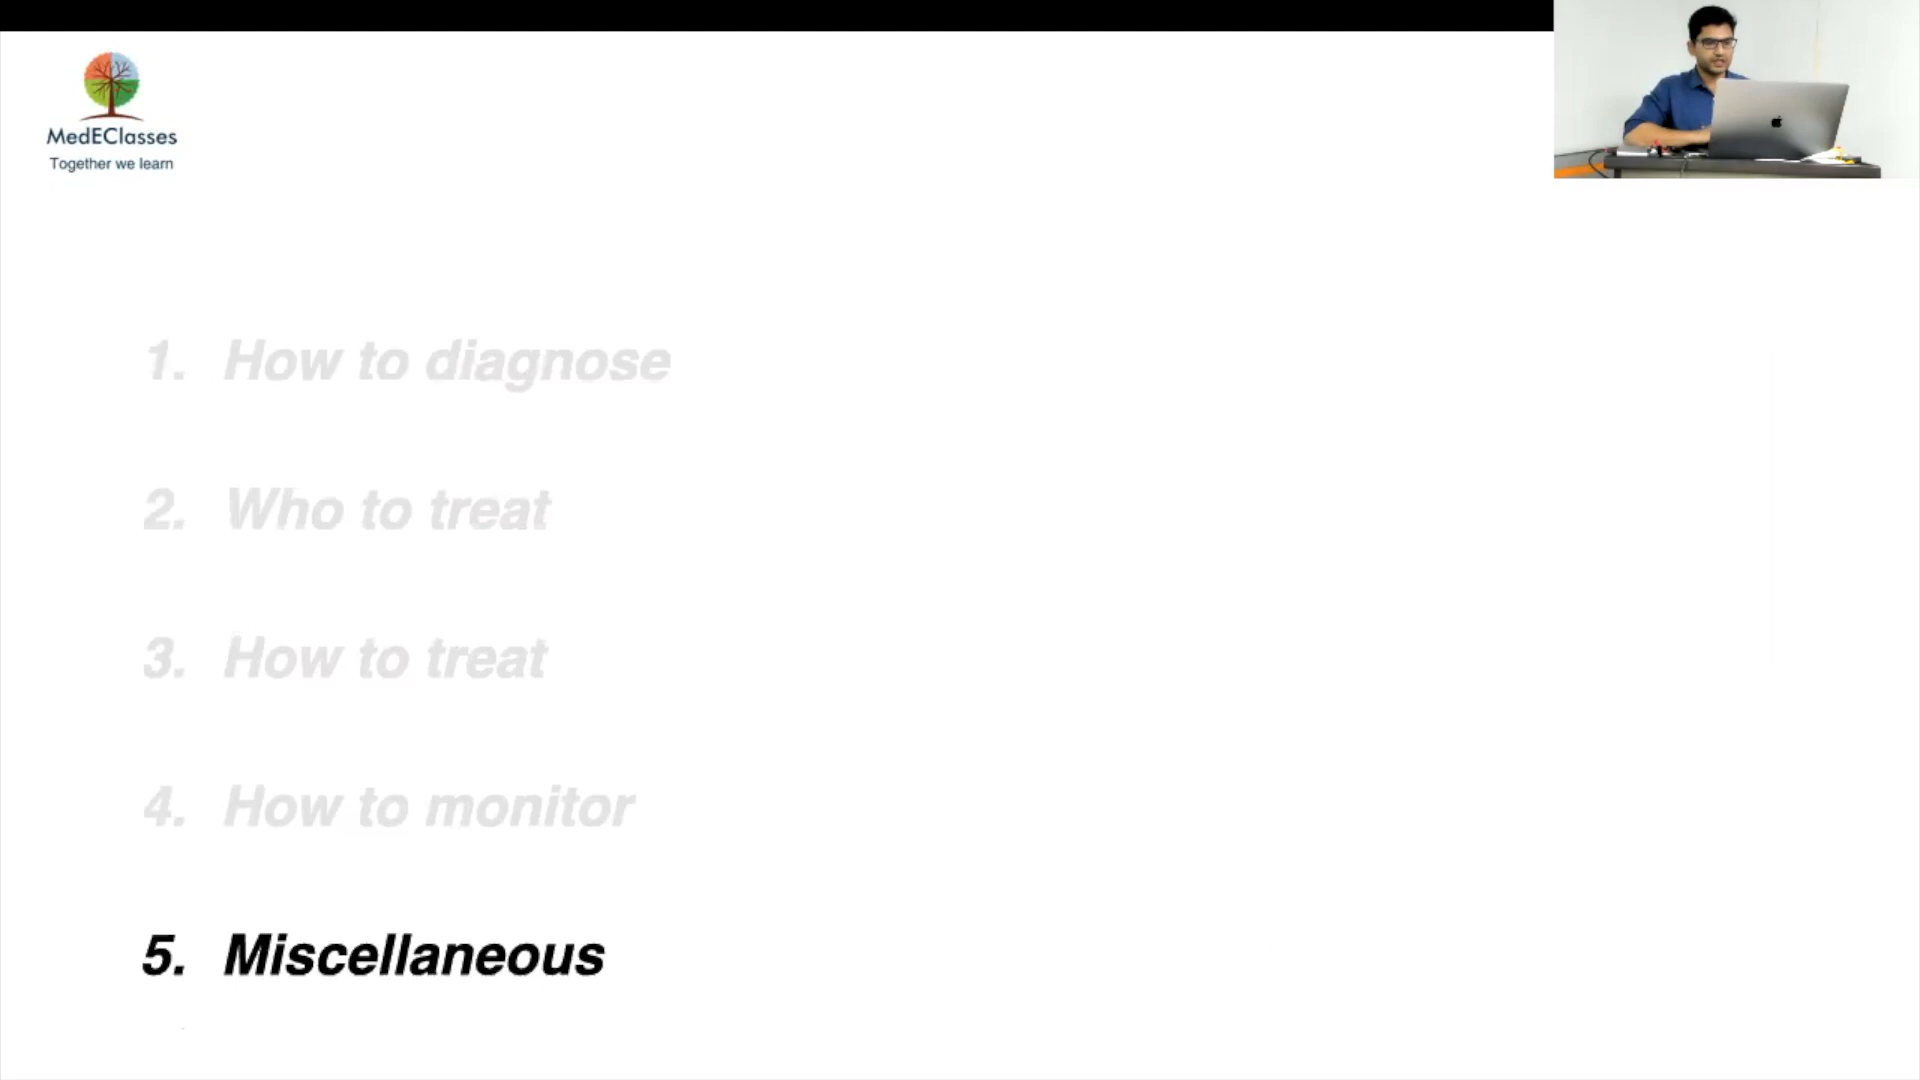 MedEClasses
Together we learn
1. How to diagnose
2. Who to treat
3. How to treat
4. How to monitor
5. Miscellaneous